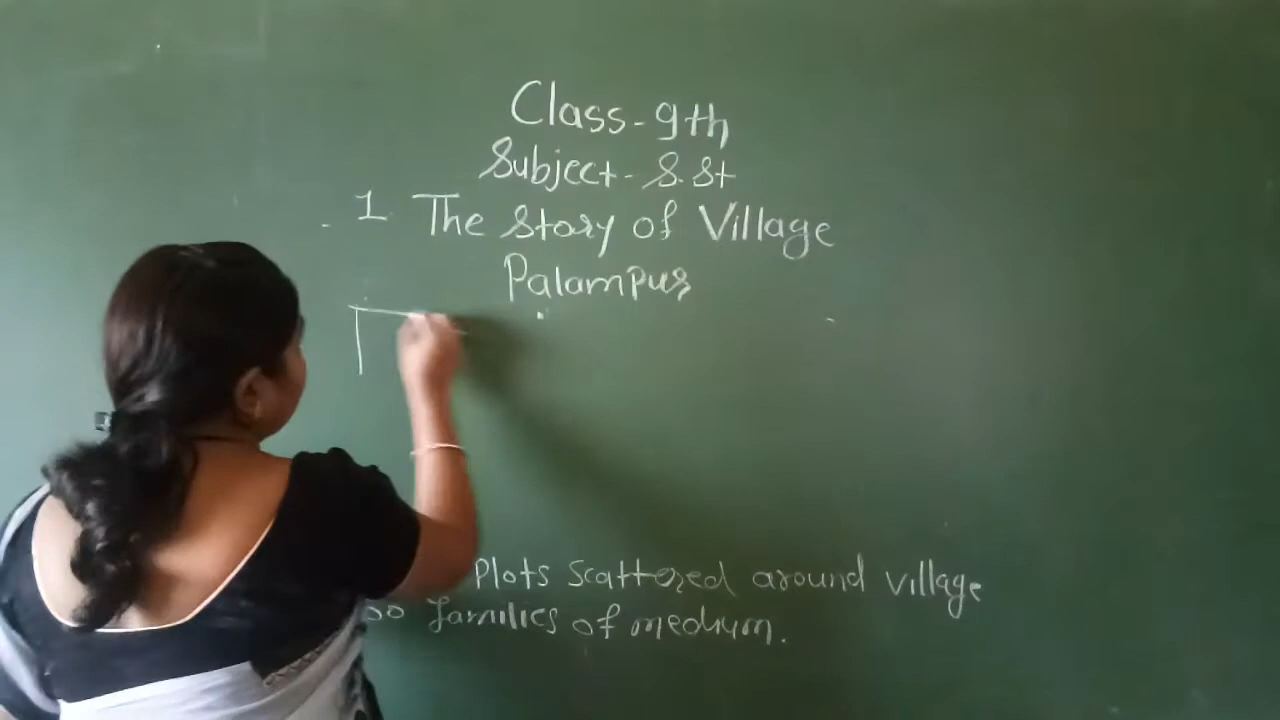 Class-9th
Subject-S.St
1. The Story of Village
Palampur
Plots Scattered around village
families of medium.